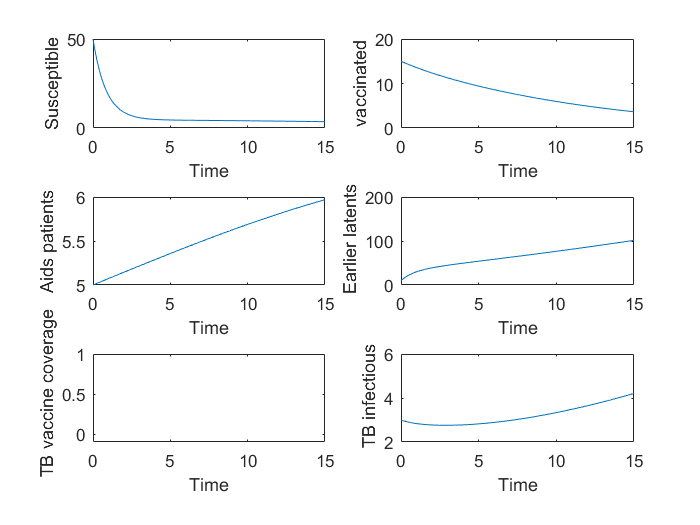 Susceptible
50
0
0 5 10 15
Time
vaccinated
20
10
0
0 5 10 15
Time
Aids patients
6
5.5
5
0 5 10 15
Time
Earlier latents
200
100
0
0 5 10 15
Time
TB vaccine coverage
1
0.5
0
0 5 10 15
Time
TB infectious
6
4
2
0 5 10 15
Time